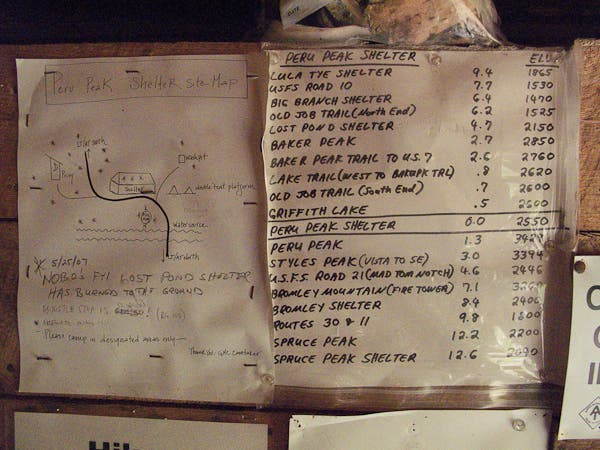 Peru Peak Shelter Site Map
Privy
Shelter
double tent platforms
water source
5/25/07
NOBO'S FYI LOST POND SHELTER
HAS BURNED TO THE GROUND
Please camp in designated areas only
Thank You. GMC Caretaker
PERU PEAK SHELTER
LULA TYE SHELTER 9.4 1865
USFS ROAD 10 7.7 1530
BIG BRANCH SHELTER 6.4 1470
OLD JOB TRAIL (North End) 6.2 1525
LOST POND SHELTER 4.7 2150
BAKER PEAK 2.7 2850
BAKER PEAK TRAIL TO U.S. 7 2.6 2760
LAKE TRAIL (WEST TO BAKER PK TRL) .8 2620
OLD JOB TRAIL (South End) .7 2600
GRIFFITH LAKE .5 2600
PERU PEAK SHELTER 0.0 2550
PERU PEAK 1.3 3429
STYLES PEAK (VISTA TO SE) 3.0 3394
U.S.F.S. ROAD 21 (MAD TOM NOTCH) 4.6 2446
BROMLEY MOUNTAIN (FIRE TOWER) 7.1
BROMLEY SHELTER 8.4
ROUTES 30 & 11 9.8 1800
SPRUCE PEAK 12.2 2200
SPRUCE PEAK SHELTER 12.6